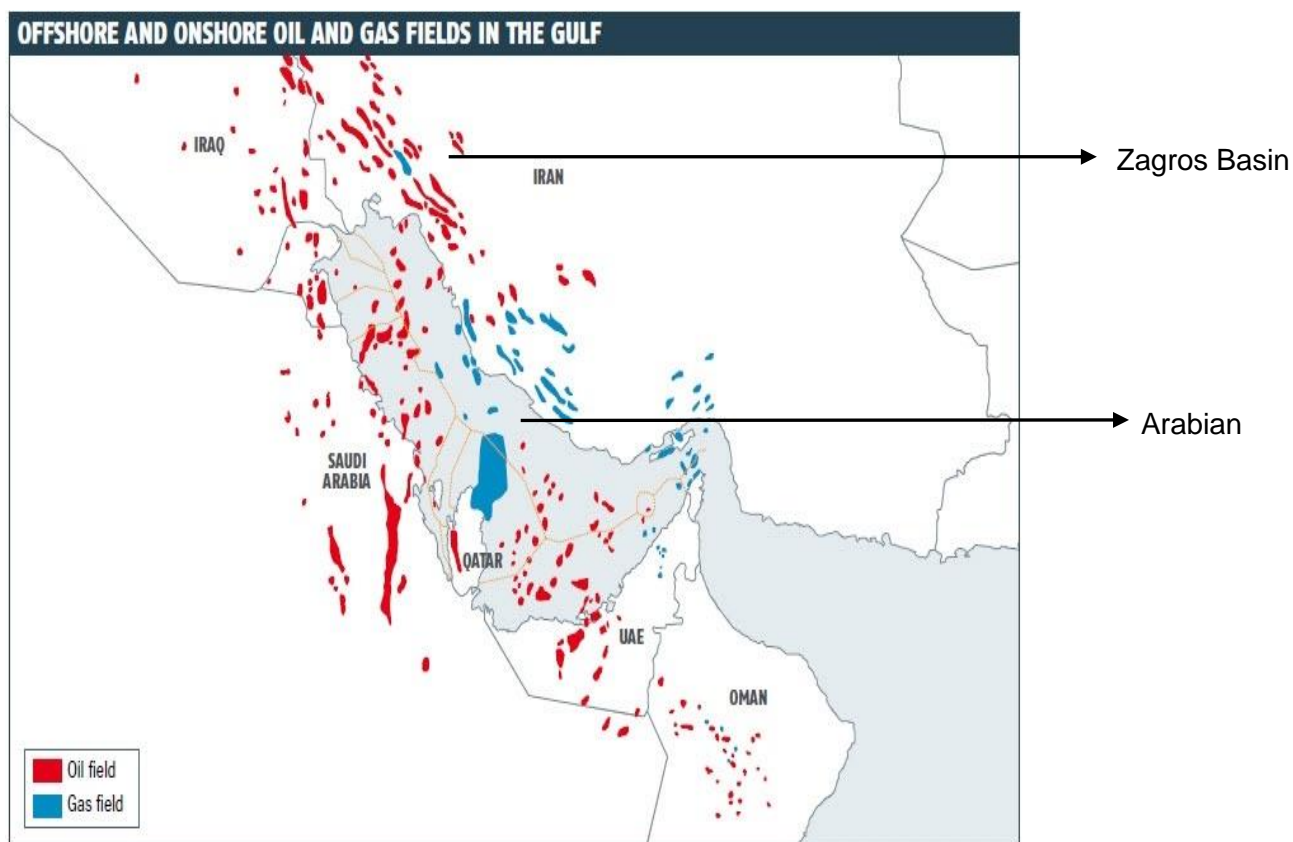 OFFSHORE AND ONSHORE OIL AND GAS FIELDS IN THE GULF
IRAQ
IRAN
Zagros Basin
Arabian
SAUDI
ARABIA
QATAR
UAE
OMAN
Oil field
Gas field